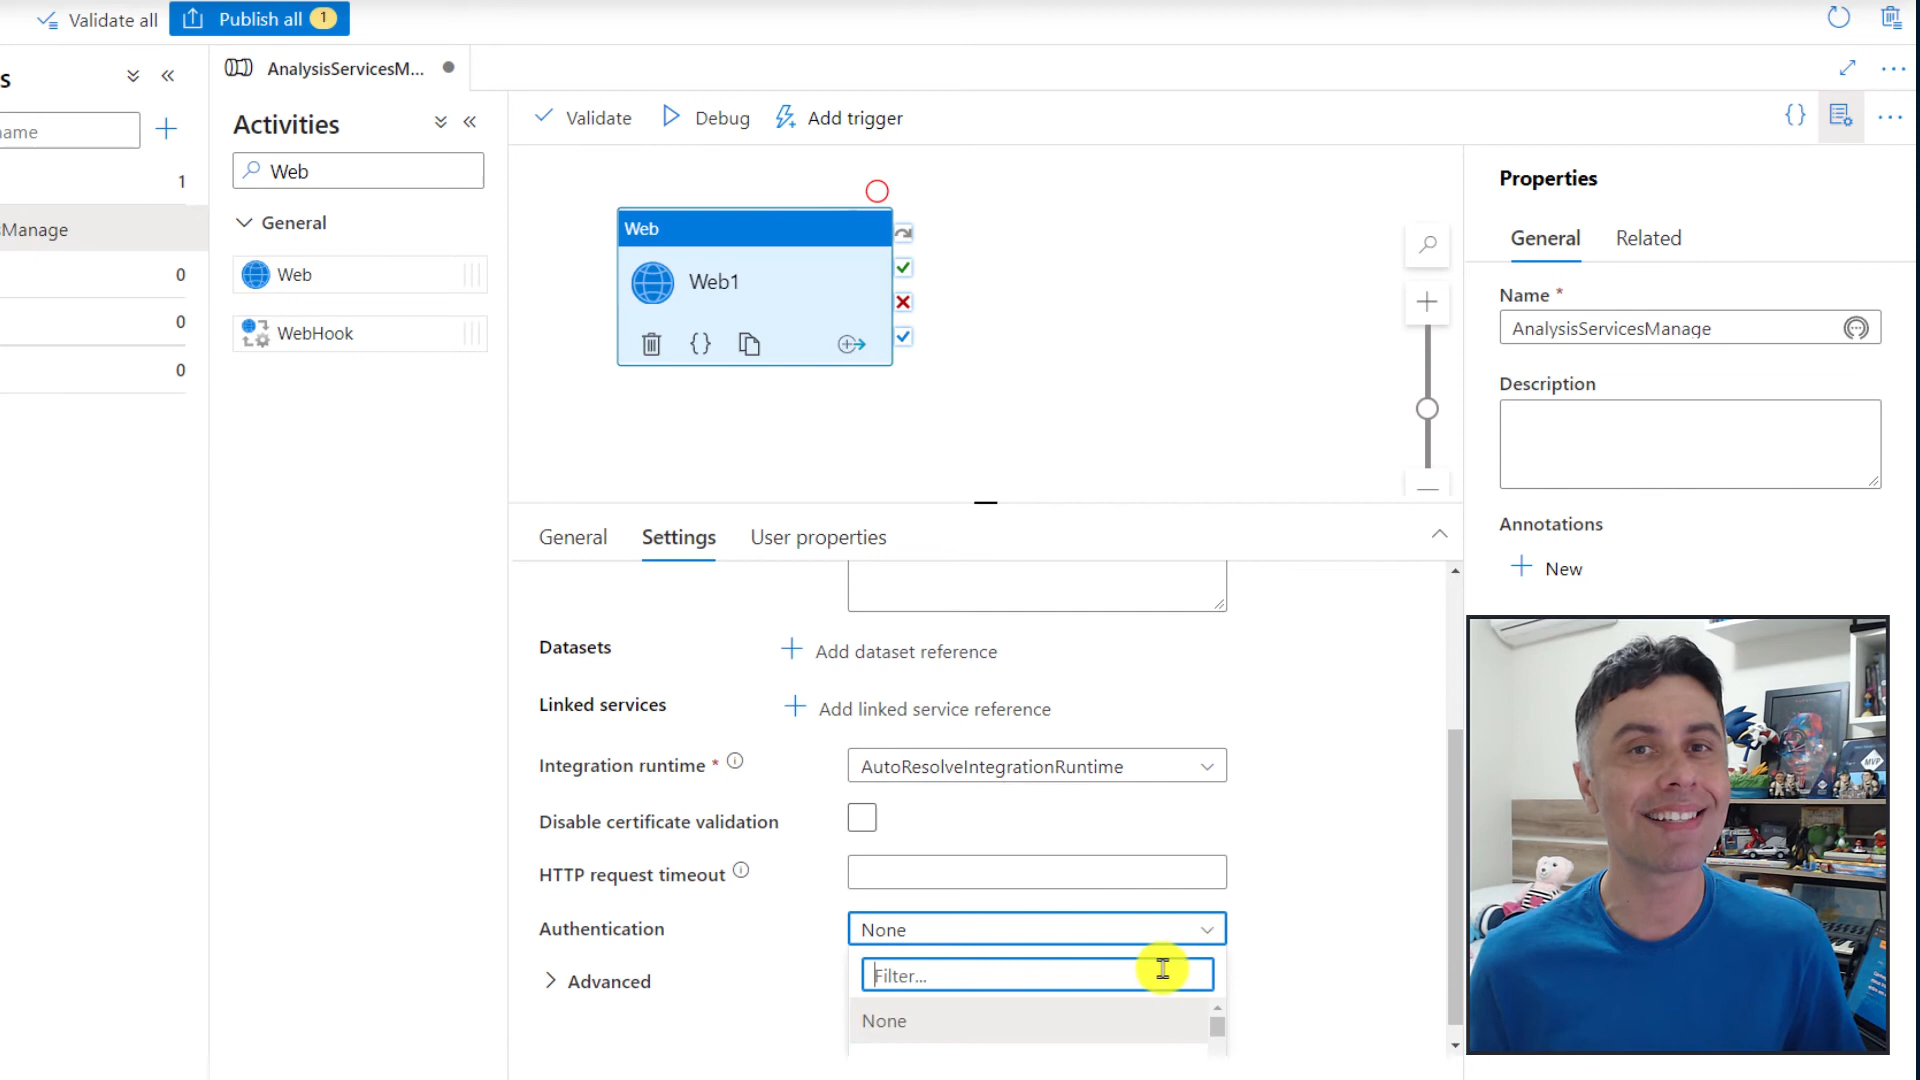 Validate all
Publish all 1
s
name
1
sManage
0
0
0
AnalysisServicesM...
Activities
Web
General
Web
WebHook
Validate
Debug
Add trigger
{}
Web
Web1
{}
General
Settings
User properties
Datasets
Add dataset reference
Linked services
Add linked service reference
Integration runtime *
AutoResolveIntegrationRuntime
Disable certificate validation
HTTP request timeout
Authentication
None
Filter...
Advanced
None
Properties
General
Related
Name *
AnalysisServicesManage
Description
Annotations
New
MVP